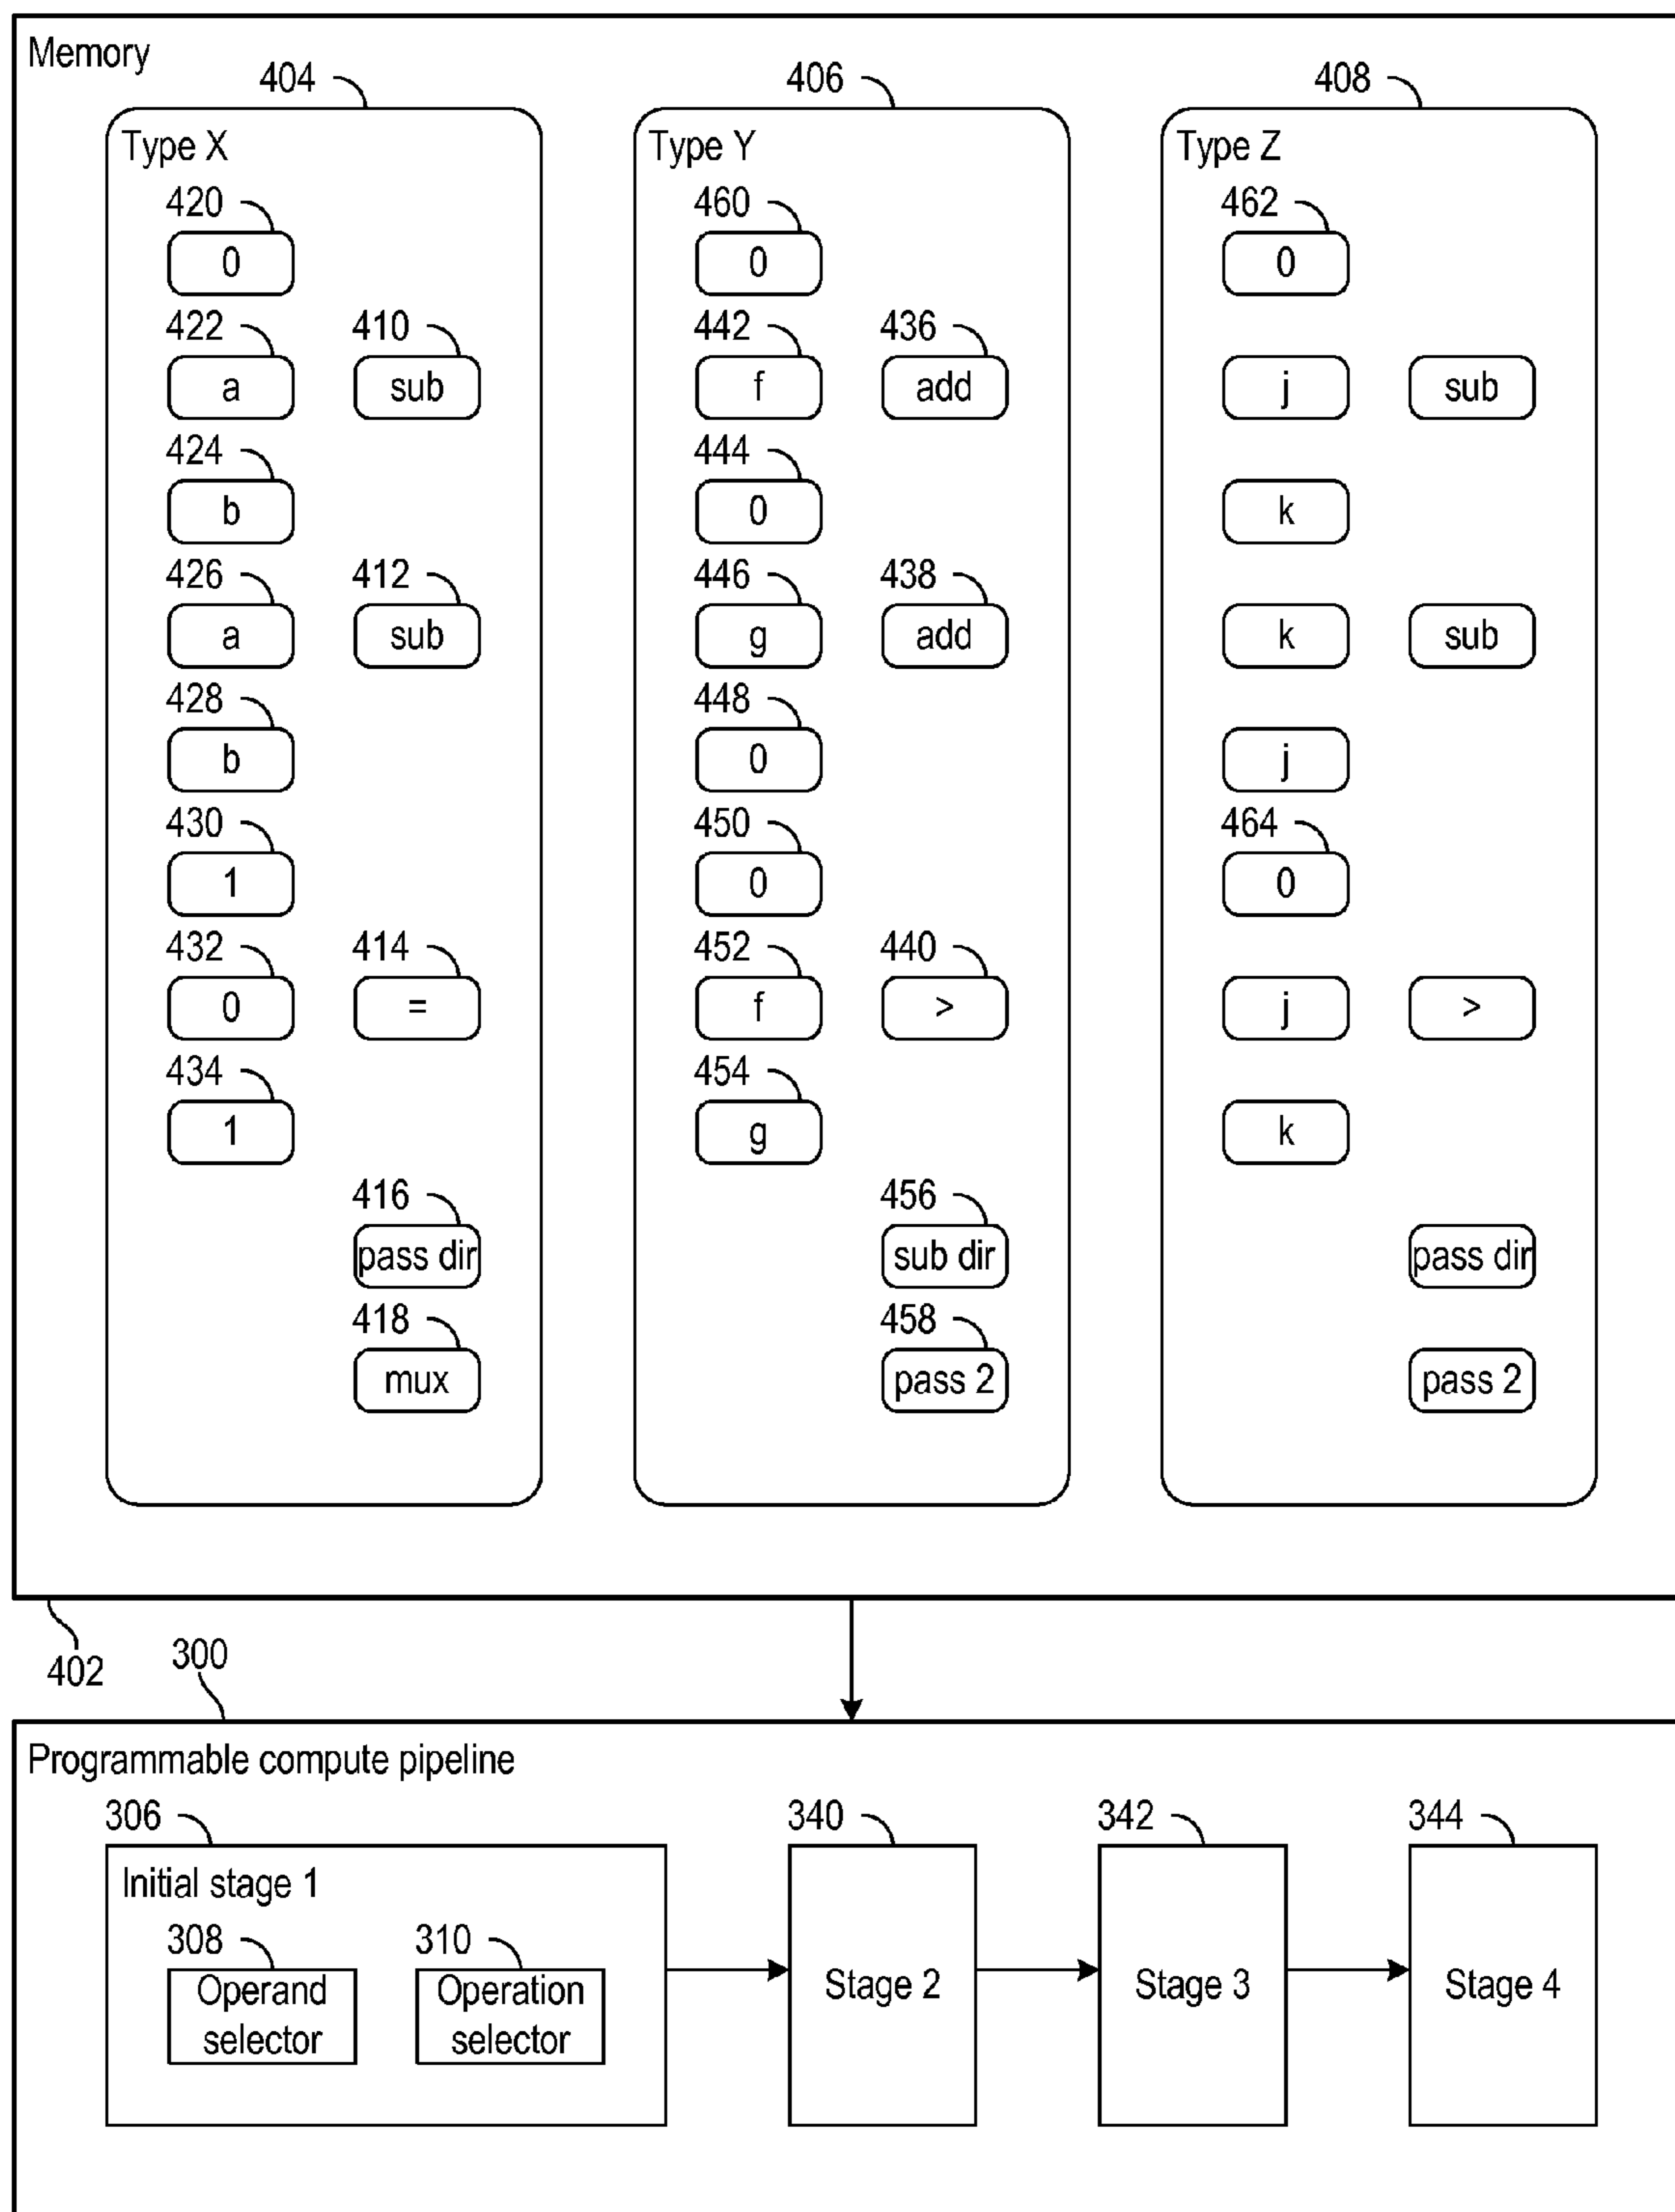 Memory
404 406 408
Type X Type Y Type Z
420 460 462
0 0 0
422 410 442 436
a sub f add j sub
424 444
b 0 k
426 412 446 438
a sub g add k sub
428 448
b 0 j
430 450 464
1 0 0
432 414 452 440
0 = f > j >
434 454
1 g k
416 456
pass dir sub dir pass dir
418 458
mux pass 2 pass 2
402 300
Programmable compute pipeline
306 340 342 344
Initial stage 1
308 310
Operand selector
Operation selector
Stage 2 Stage 3 Stage 4